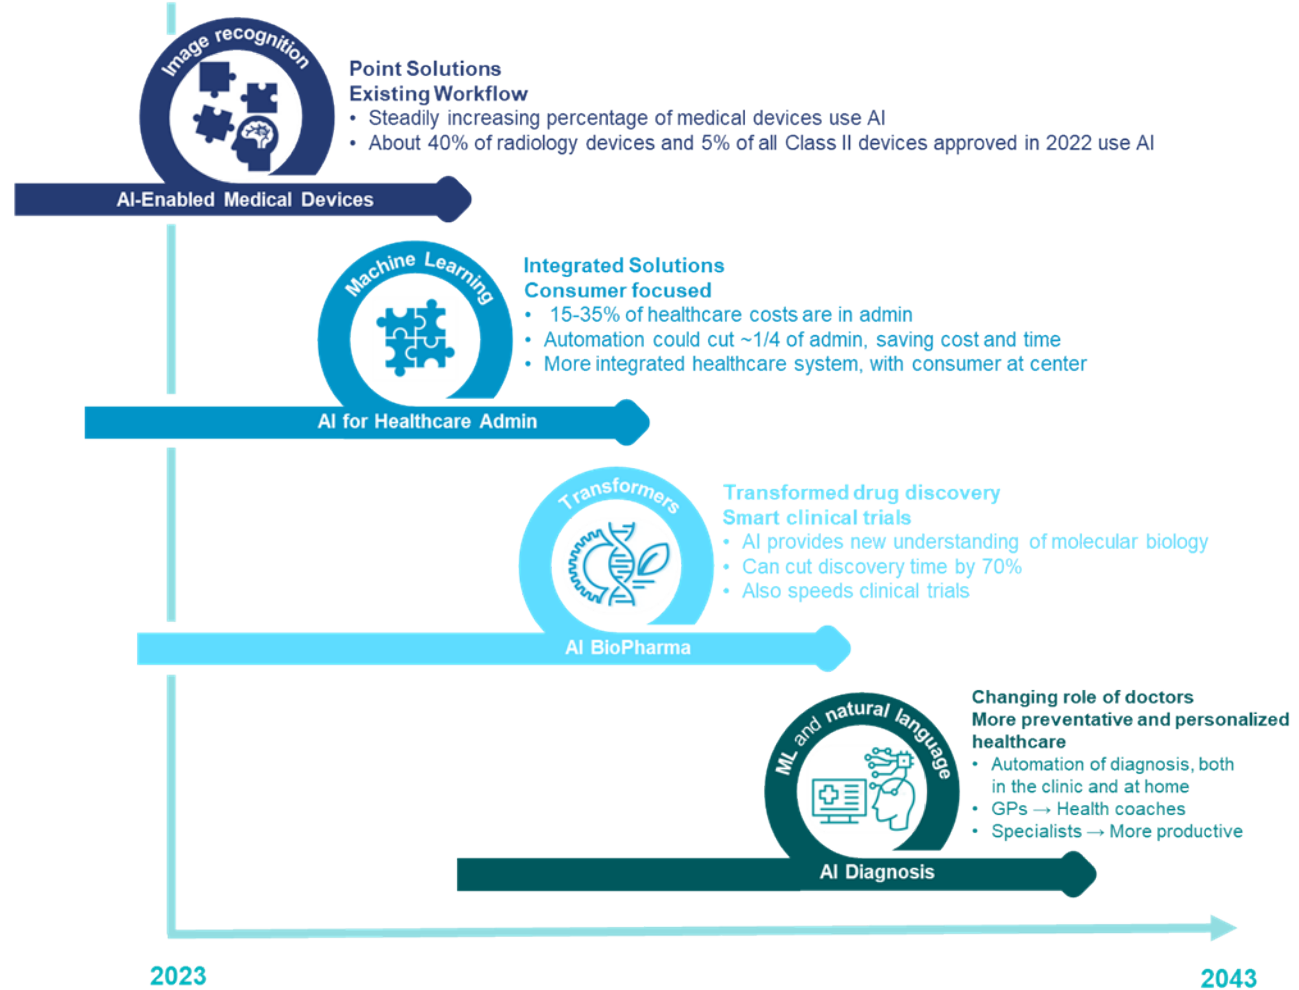 Image recognition
Point Solutions
Existing Workflow
• Steadily increasing percentage of medical devices use AI
• About 40% of radiology devices and 5% of all Class II devices approved in 2022 use AI
AI-Enabled Medical Devices
Machine Learning
Integrated Solutions
Consumer focused
• 15-35% of healthcare costs are in admin
• Automation could cut ~1/4 of admin, saving cost and time
• More integrated healthcare system, with consumer at center
AI for Healthcare Admin
Transformers
Transformed drug discovery
Smart clinical trials
• AI provides new understanding of molecular biology
• Can cut discovery time by 70%
• Also speeds clinical trials
AI BioPharma
ML and natural language
Changing role of doctors
More preventative and personalized
healthcare
• Automation of diagnosis, both
in the clinic and at home
• GPs → Health coaches
• Specialists → More productive
AI Diagnosis
2023
2043